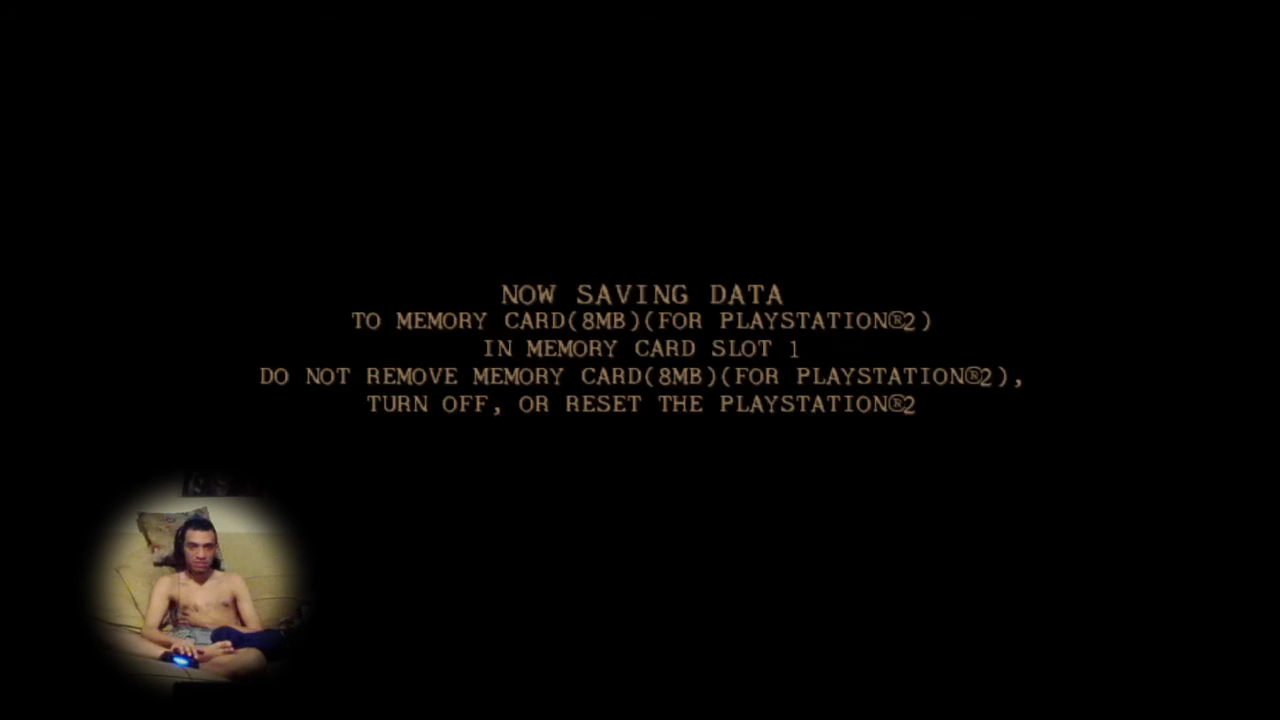 NOW SAVING DATA
TO MEMORY CARD(8MB)(FOR PLAYSTATION®2)
IN MEMORY CARD SLOT 1
DO NOT REMOVE MEMORY CARD(8MB)(FOR PLAYSTATION®2),
TURN OFF, OR RESET THE PLAYSTATION®2